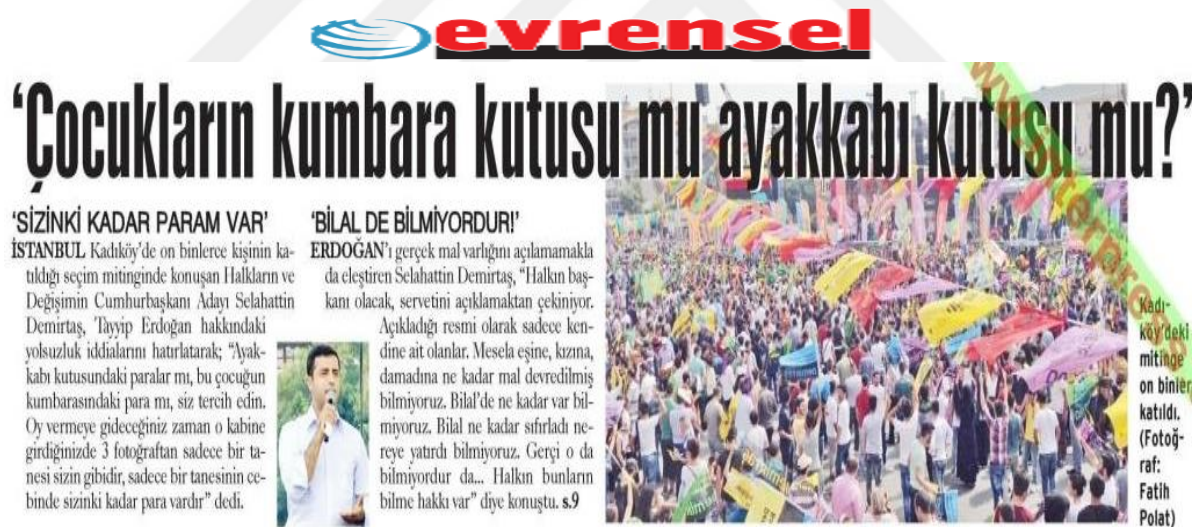 evrensel
'Çocukların kumbara kutusu mu ayakkabı kutusu mu?'
'SİZİNKİ KADAR PARAM VAR'
İSTANBUL Kadıköy'de on binlerce kişinin ka-
tıldığı seçim mitinginde konuşan Halkların ve
Değişimin Cumhurbaşkanı Adayı Selahattin
Demirtaş, Tayyip Erdoğan hakkındaki
yolsuzluk iddialarını hatırlatarak; "Ayak-
kabı kutusundaki paralar mı, bu çocuğun
kumbarasındaki para mı, siz tercih edin.
Oy vermeye gideceğiniz zaman o kabine
girdiğinizde 3 fotoğraftan sadece bir ta-
nesi sizin gibidir, sadece bir tanesinin ce-
binde sizinki kadar para vardır" dedi.
'BİLAL DE BİLMİYORDUR!'
ERDOĞAN'ı gerçek mal varlığını açılamamakla
da eleştiren Selahattin Demirtaş, "Halkın baş-
kanı olacak, servetini açıklamaktan çekiniyor.
Açıkladığı resmi olarak sadece ken-
dine ait olanlar. Mesela eşine, kızına,
damadına ne kadar mal devredilmiş
bilmiyoruz. Bilal'de ne kadar var bil-
miyoruz. Bilal ne kadar sıfırladı ne-
reye yatırdı bilmiyoruz. Gerçi o da
bilmiyordur da... Halkın bunların
bilme hakkı var" diye konuştu. s.9
Kadı-
köy'deki
mitinge
on binler
katıldı.
(Fotoğ-
raf:
Fatih
Polat)